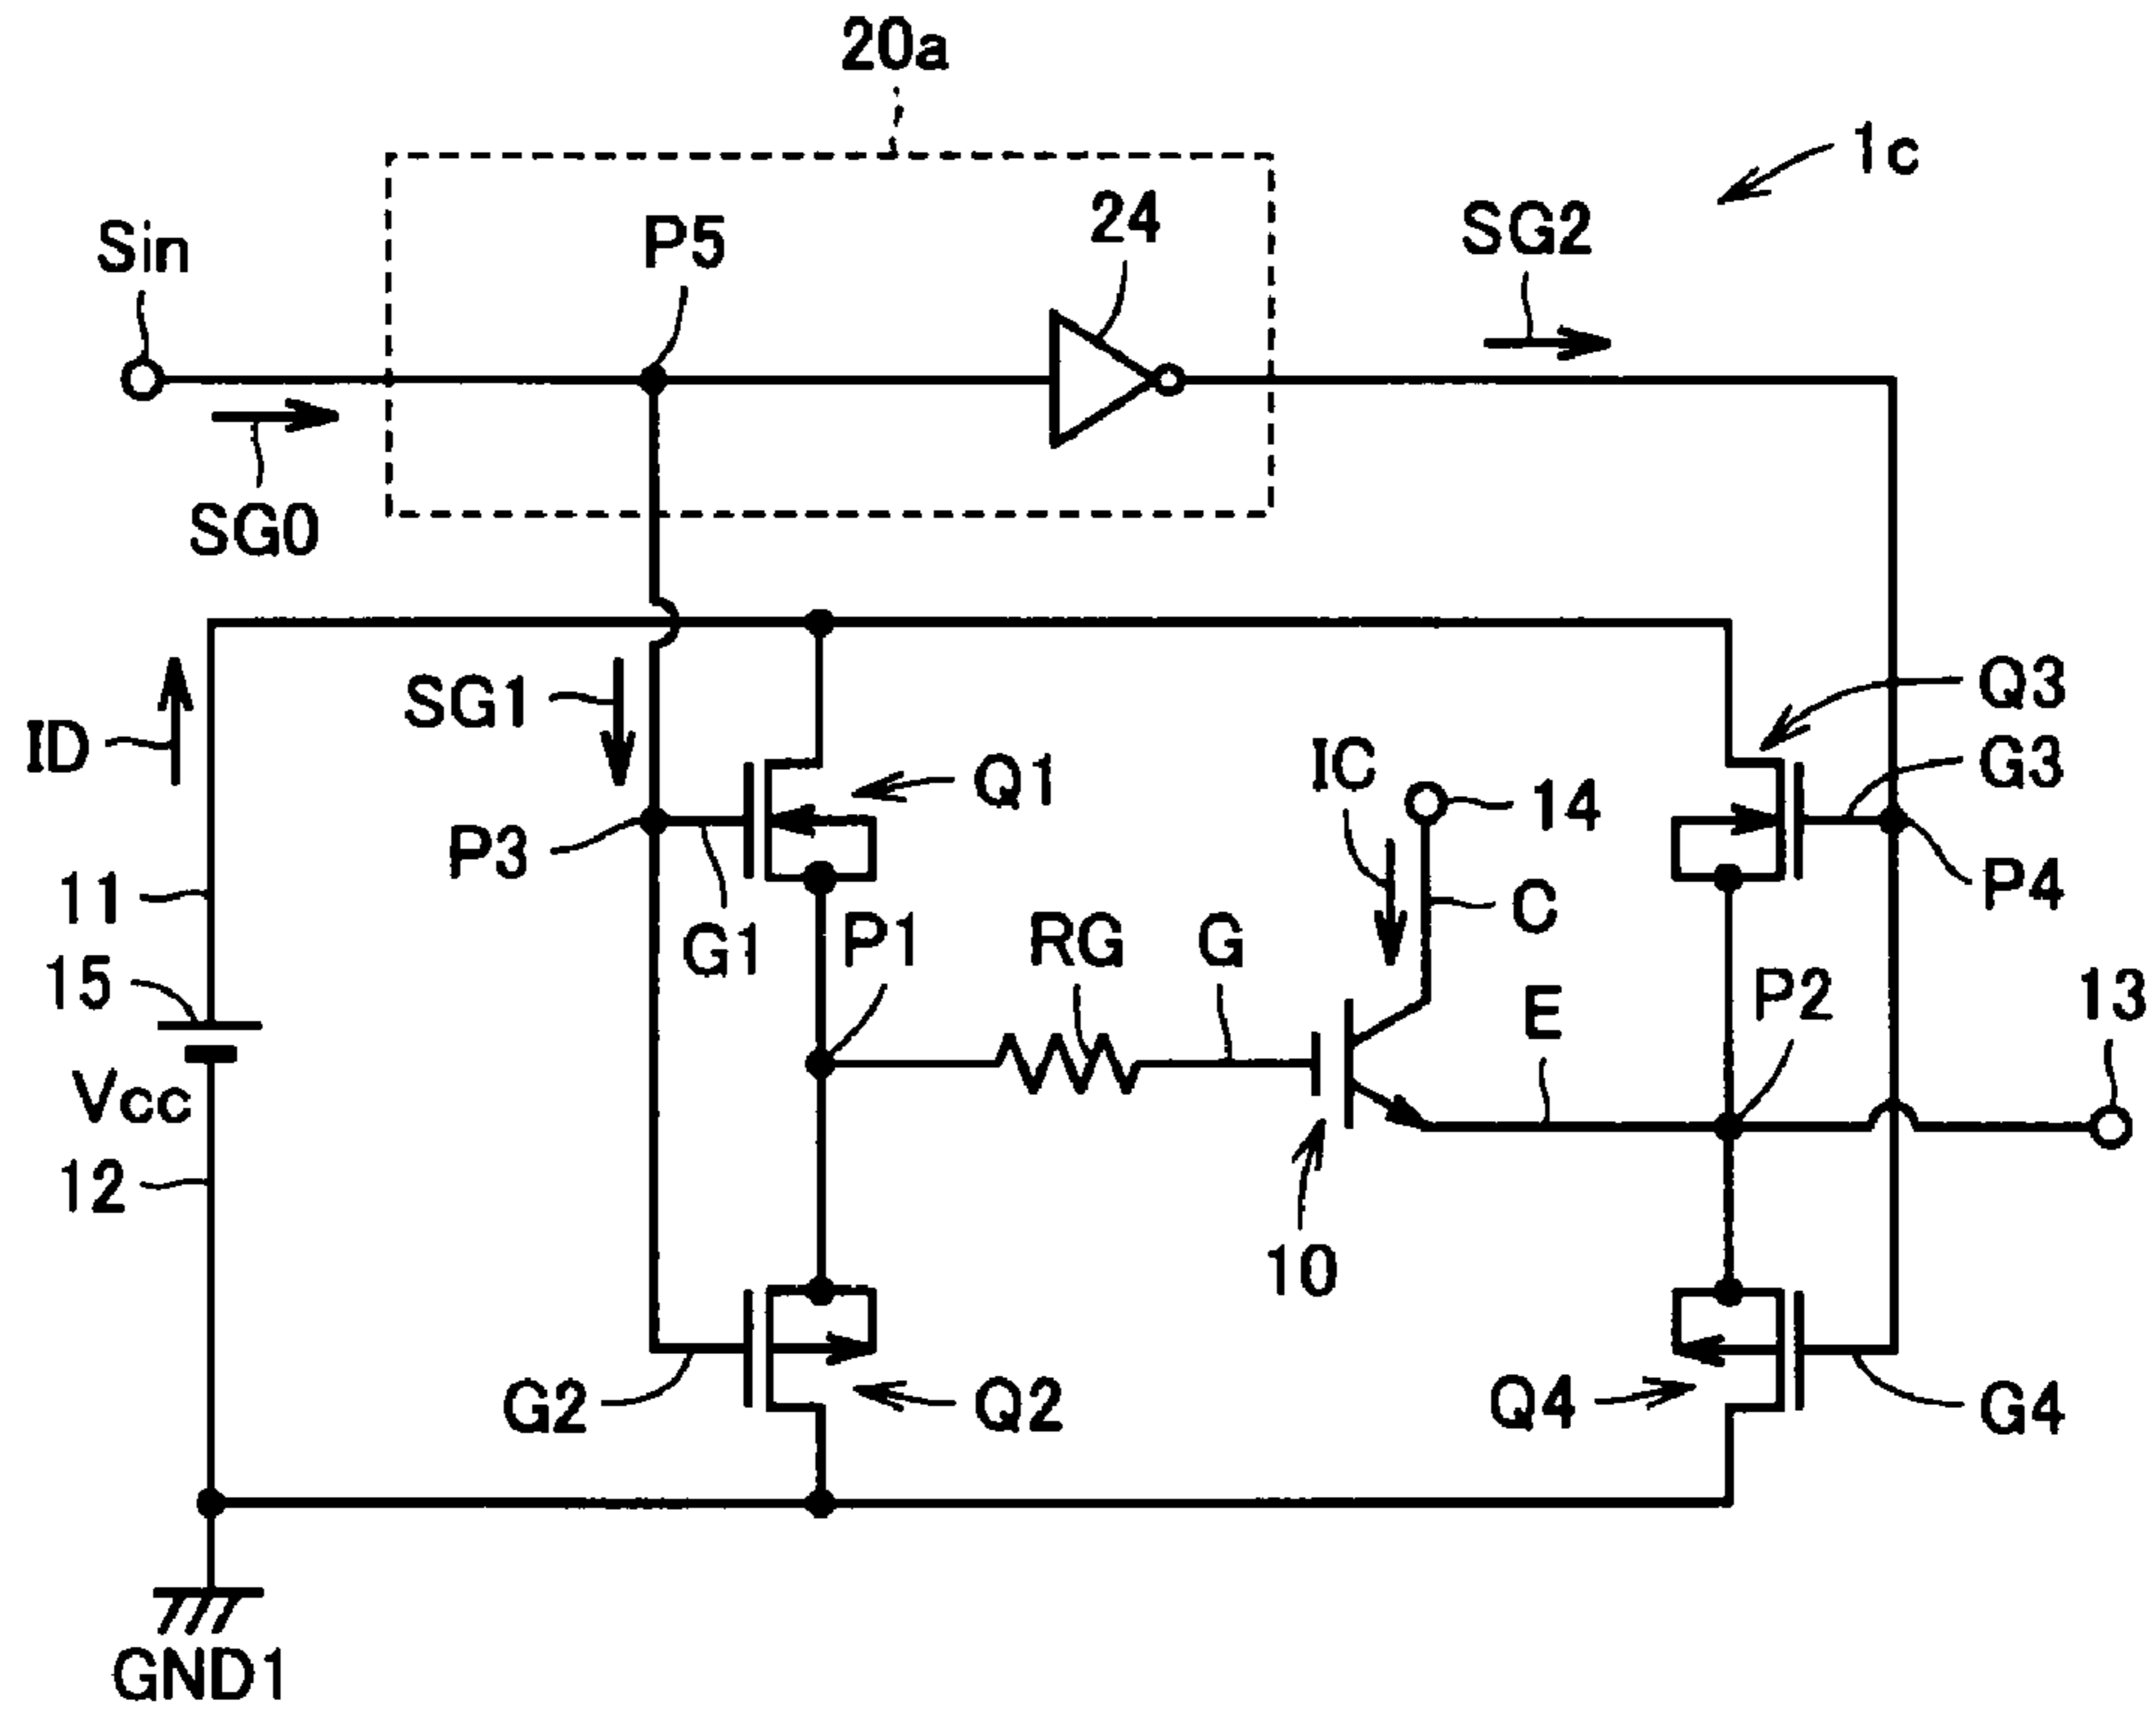 20a
1c
Sin
P5
24
SG2
SG0
SG1
Q3
ID
Q1
IC
14
G3
P3
11
G1
P1
RG
G
C
P4
15
E
P2
13
Vcc
12
10
G2
Q2
Q4
G4
GND1